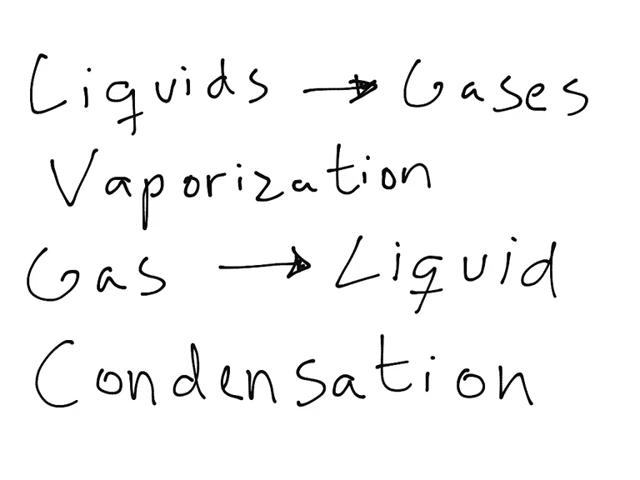 Liquids → Gases
Vaporization
Gas → Liquid
Condensation